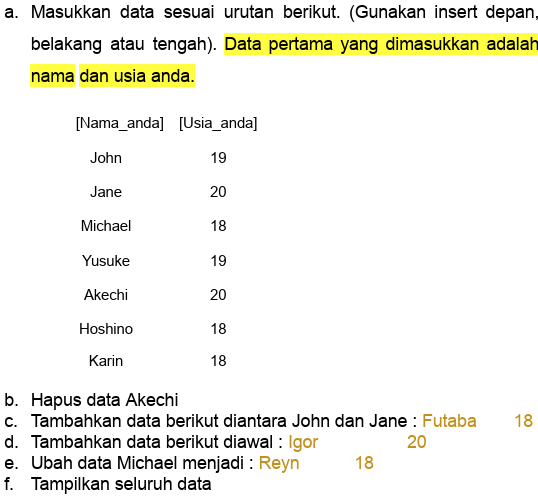 a. Masukkan data sesuai urutan berikut. (Gunakan insert depan,
belakang atau tengah). Data pertama yang dimasukkan adalah
nama dan usia anda.
[Nama_anda] [Usia_anda]
John 19
Jane 20
Michael 18
Yusuke 19
Akechi 20
Hoshino 18
Karin 18
b. Hapus data Akechi
c. Tambahkan data berikut diantara John dan Jane : Futaba 18
d. Tambahkan data berikut diawal : Igor 20
e. Ubah data Michael menjadi : Reyn 18
f. Tampilkan seluruh data